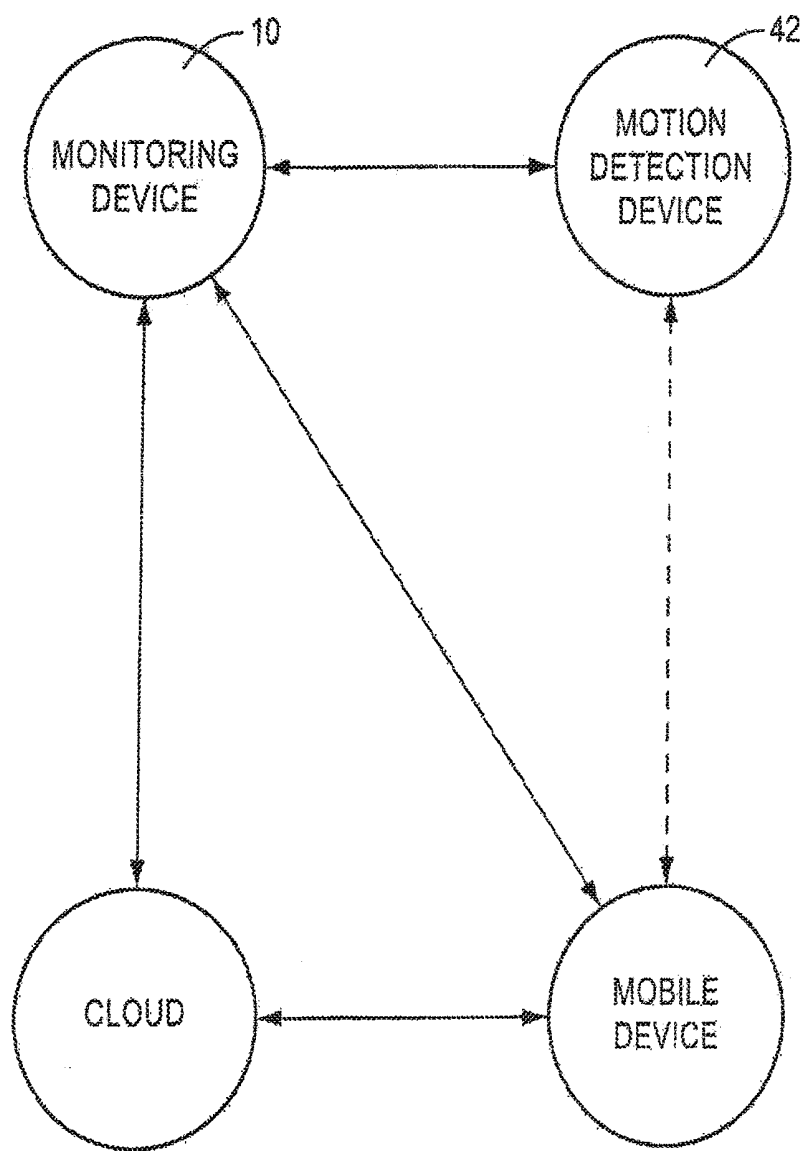 10
42
MONITORING
DEVICE
MOTION
DETECTION
DEVICE
CLOUD
MOBILE
DEVICE